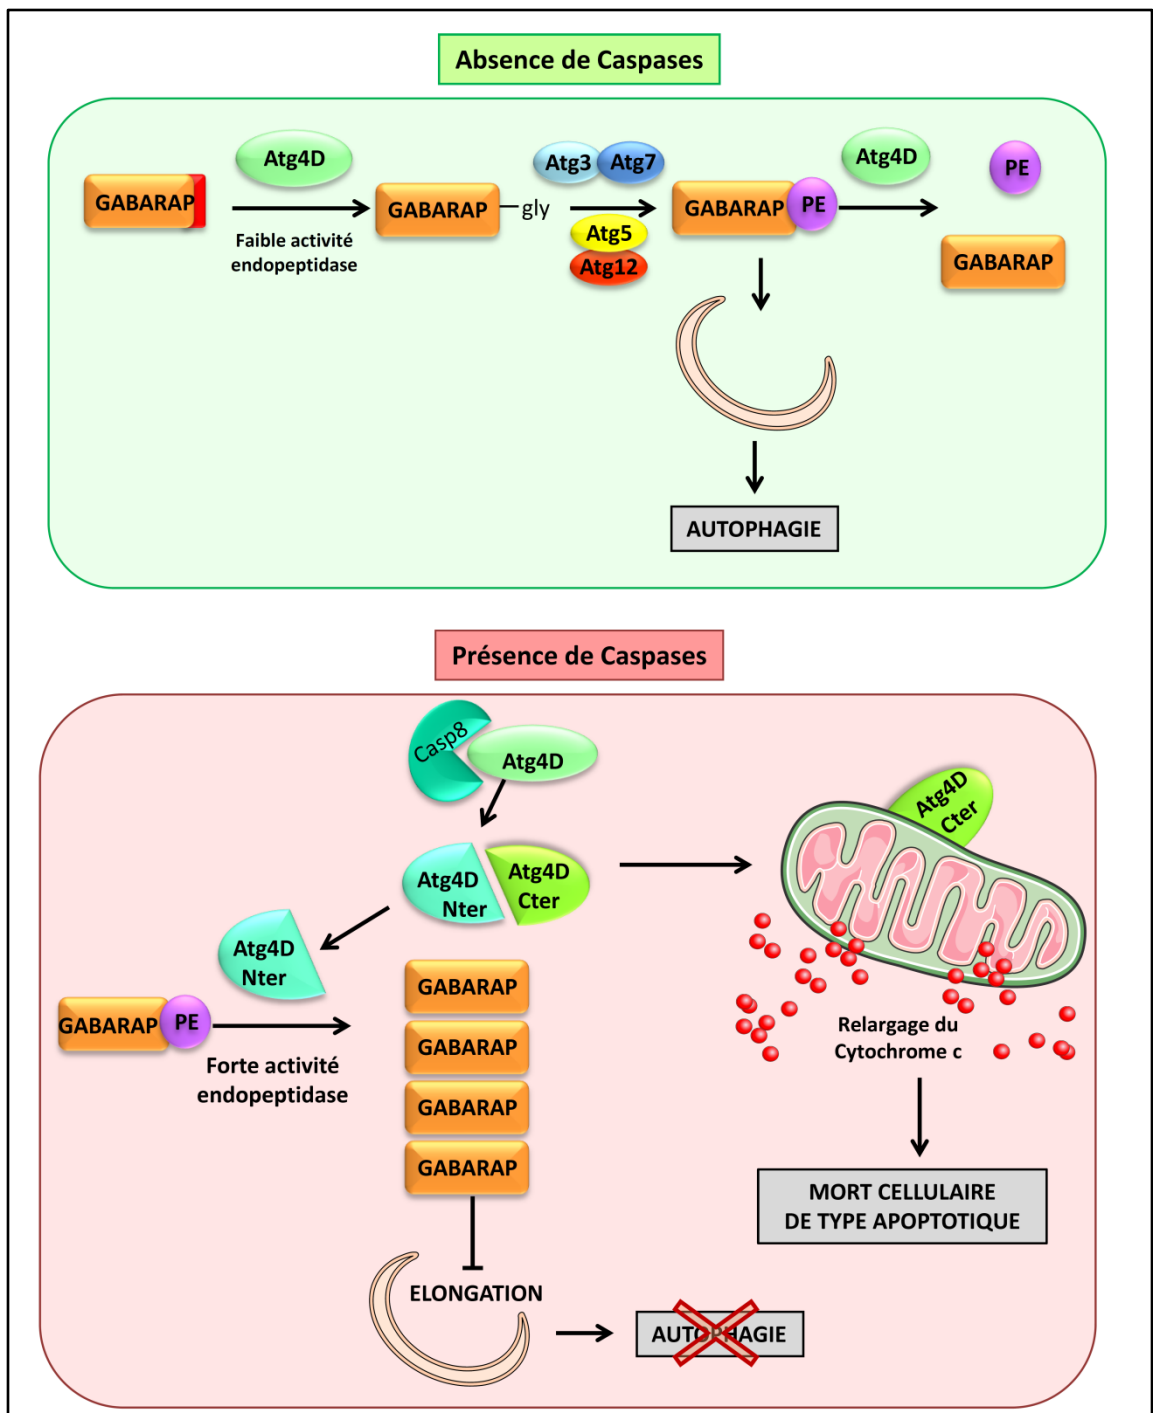 Absence de Caspases
GABARAP
Atg4D
Faible activité
endopeptidase
GABARAP
gly
Atg3
Atg7
Atg5
Atg12
GABARAP
PE
Atg4D
PE
GABARAP
AUTOPHAGIE
Présence de Caspases
Casp8
Atg4D
Atg4D
Nter
Atg4D
Cter
Atg4D
Cter
Atg4D
Nter
GABARAP
PE
Forte activité
endopeptidase
GABARAP
GABARAP
GABARAP
GABARAP
ELONGATION
AUTOPHAGIE
Relargage du
Cytochrome c
MORT CELLULAIRE
DE TYPE APOPTOTIQUE